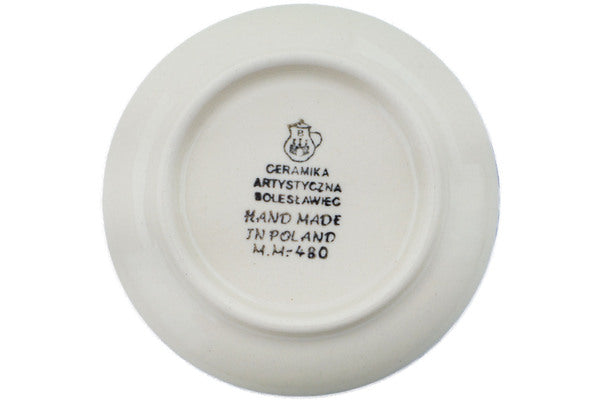 B
CERAMIKA
ARTYSTYCZNA
BOLESŁAWIEC
HAND MADE
IN POLAND
M.M.-480